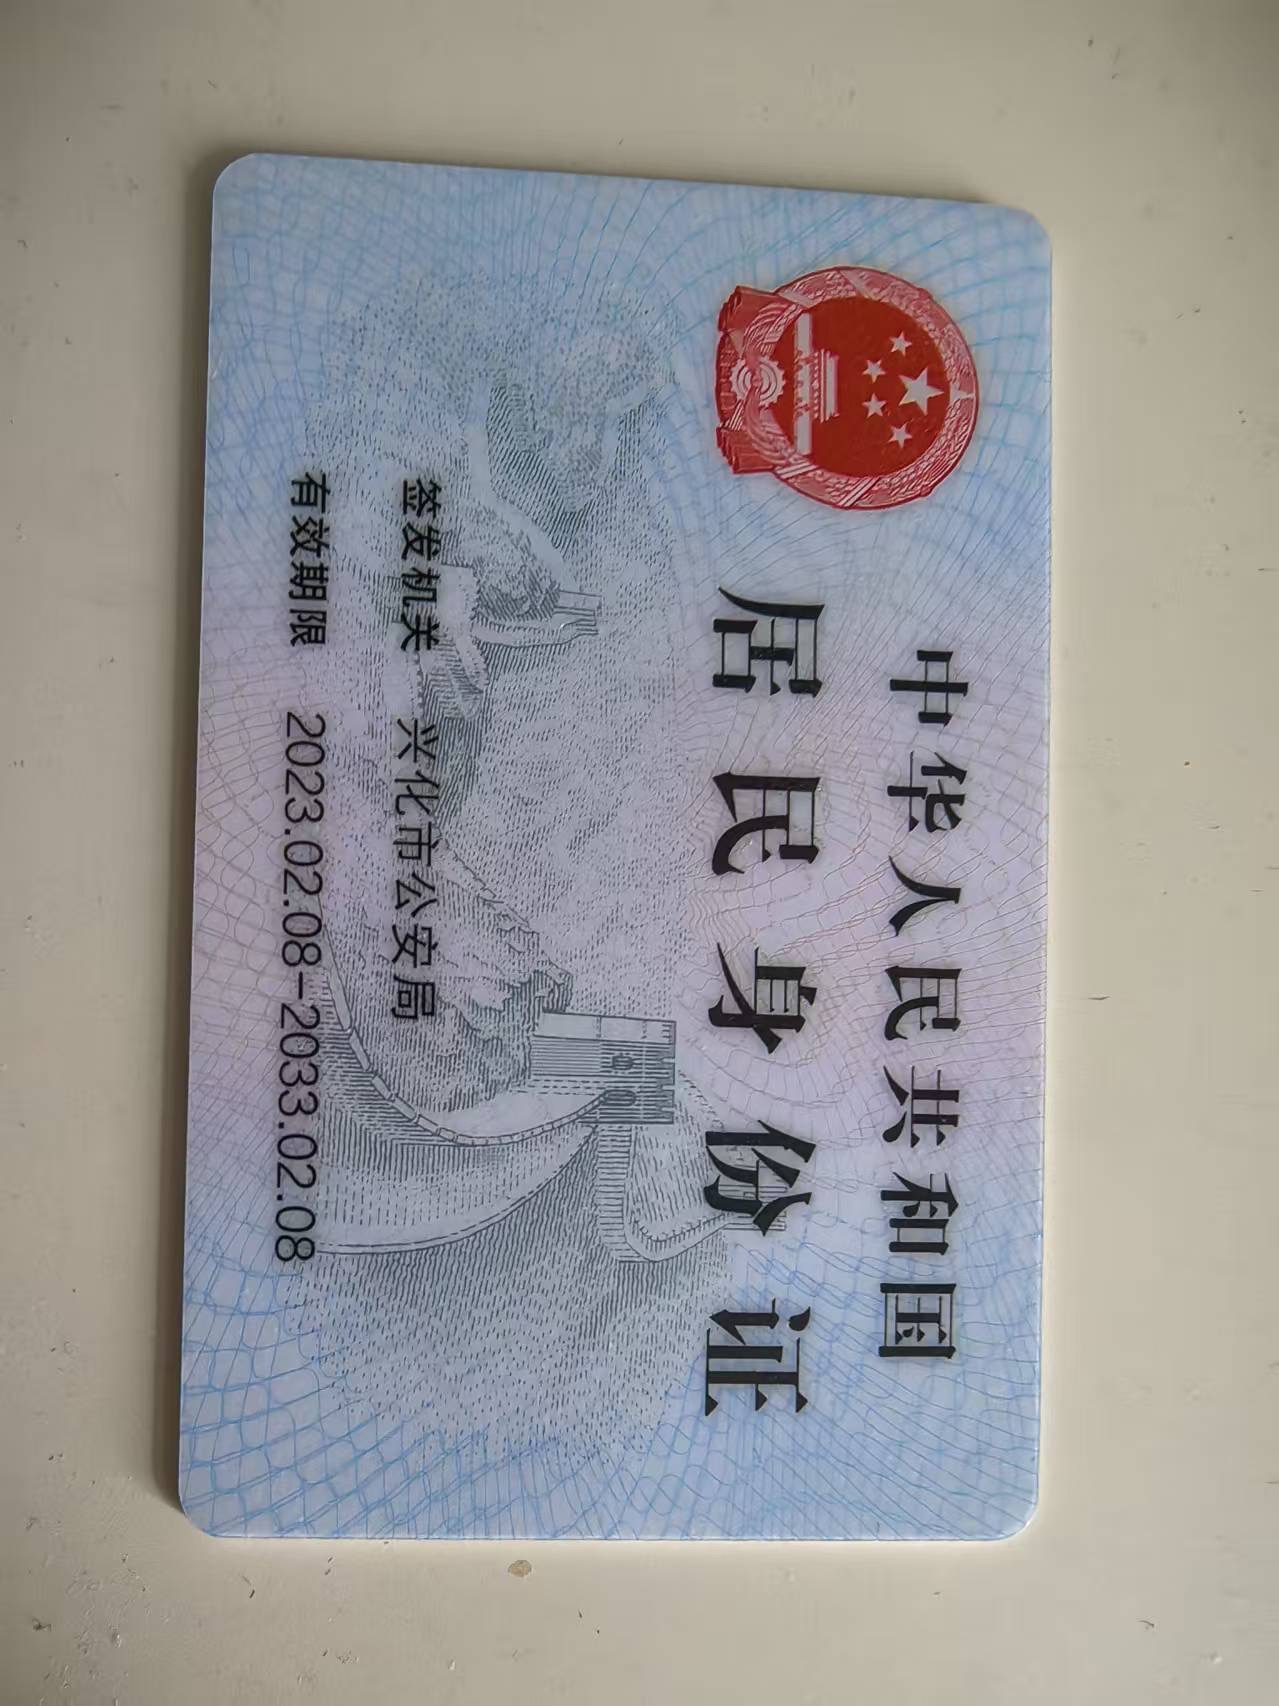 中华人民共和国
居民身份证
签发机关 兴化市公安局
有效期限 2023.02.08-2033.02.08